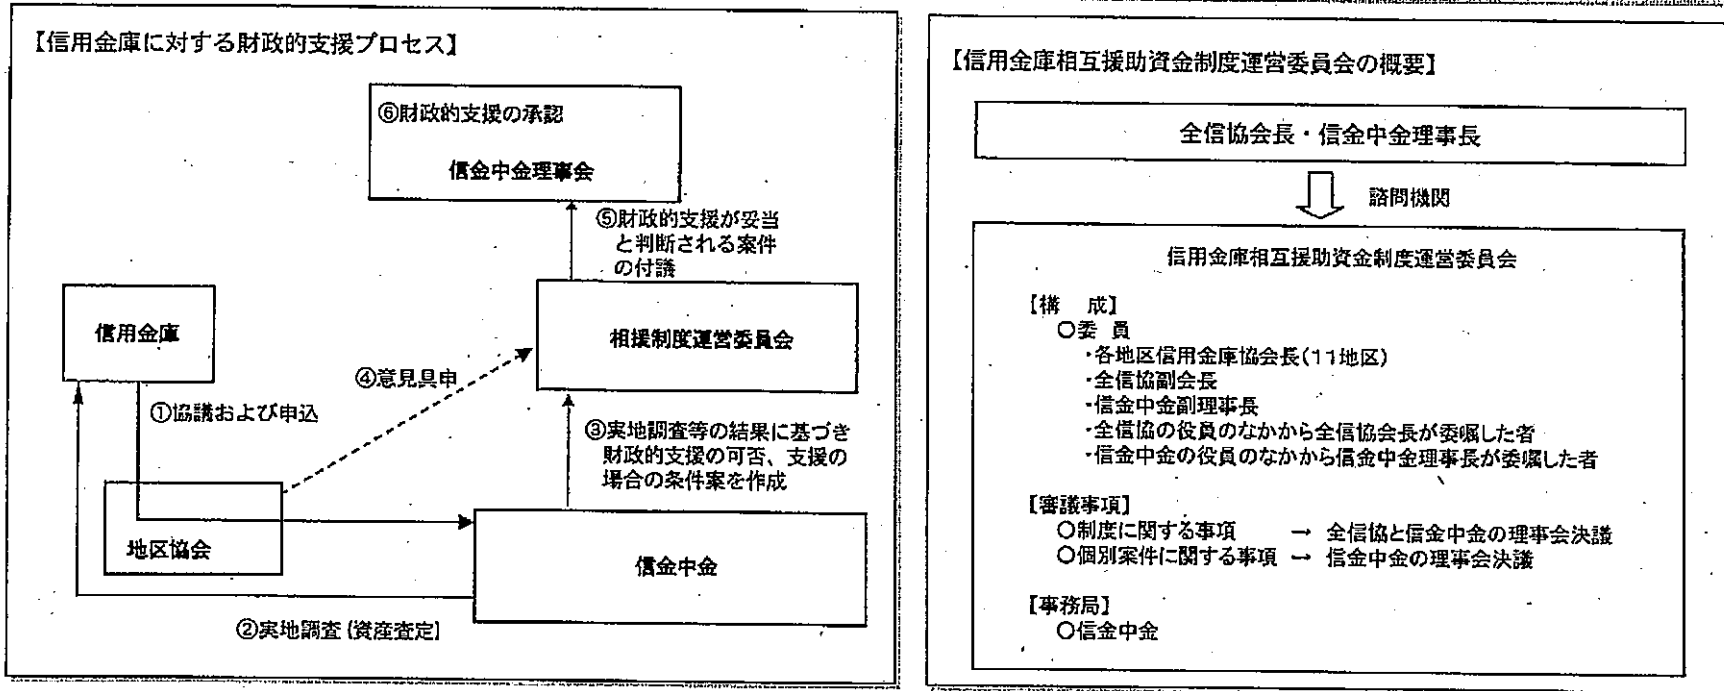 【信用金庫に対する財政的支援プロセス】
⑥財政的支援の承認
信金中金理事会
⑤財政的支援が妥当
と判断される案件
の付議
信用金庫
相援制度運営委員会
④意見具申
①協議および申込
③実地調査等の結果に基づき
財政的支援の可否、支援の
場合の条件案を作成
地区協会
信金中金
②実地調査(資産査定)
【信用金庫相互援助資金制度運営委員会の概要】
全信協会長・信金中金理事長
諮問機関
信用金庫相互援助資金制度運営委員会
【構　成】
○委 員
・各地区信用金庫協会長(11地区)
・全信協副会長
・信金中金副理事長
・全信協の役員のなかから全信協会長が委嘱した者
・信金中金の役員のなかから信金中金理事長が委嘱した者
【審議事項】
○制度に関する事項 → 全信協と信金中金の理事会決議
○個別案件に関する事項 → 信金中金の理事会決議
【事務局】
○信金中金